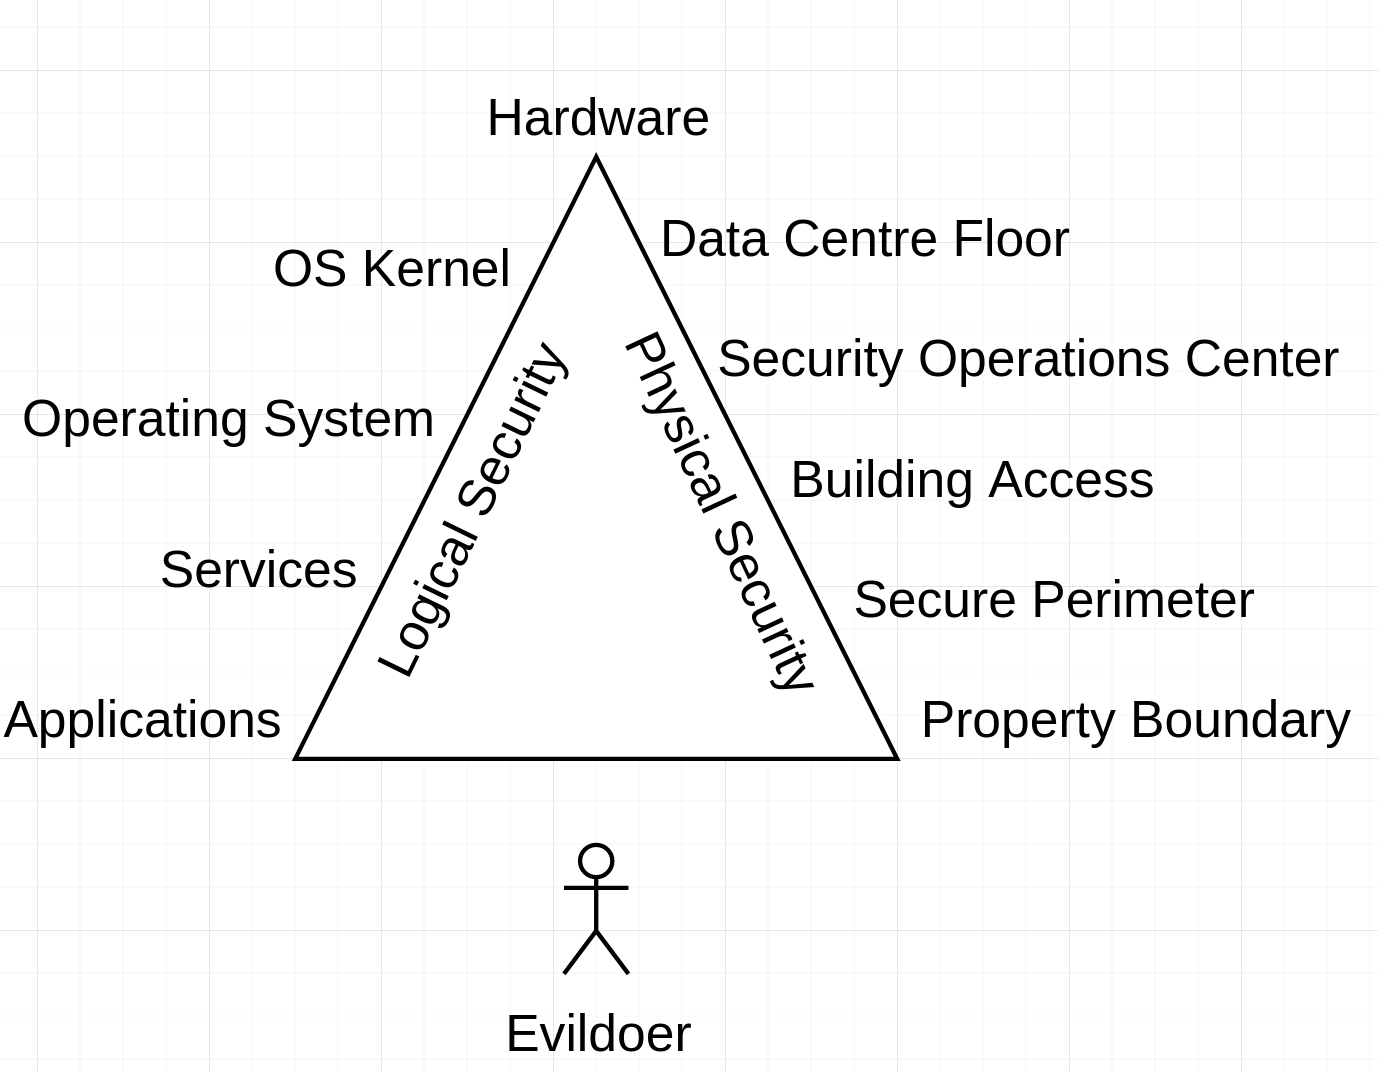 Hardware
Data Centre Floor
OS Kernel
Security Operations Center
Operating System
Logical Security
Physical Security
Building Access
Services
Secure Perimeter
Applications
Property Boundary
Evildoer